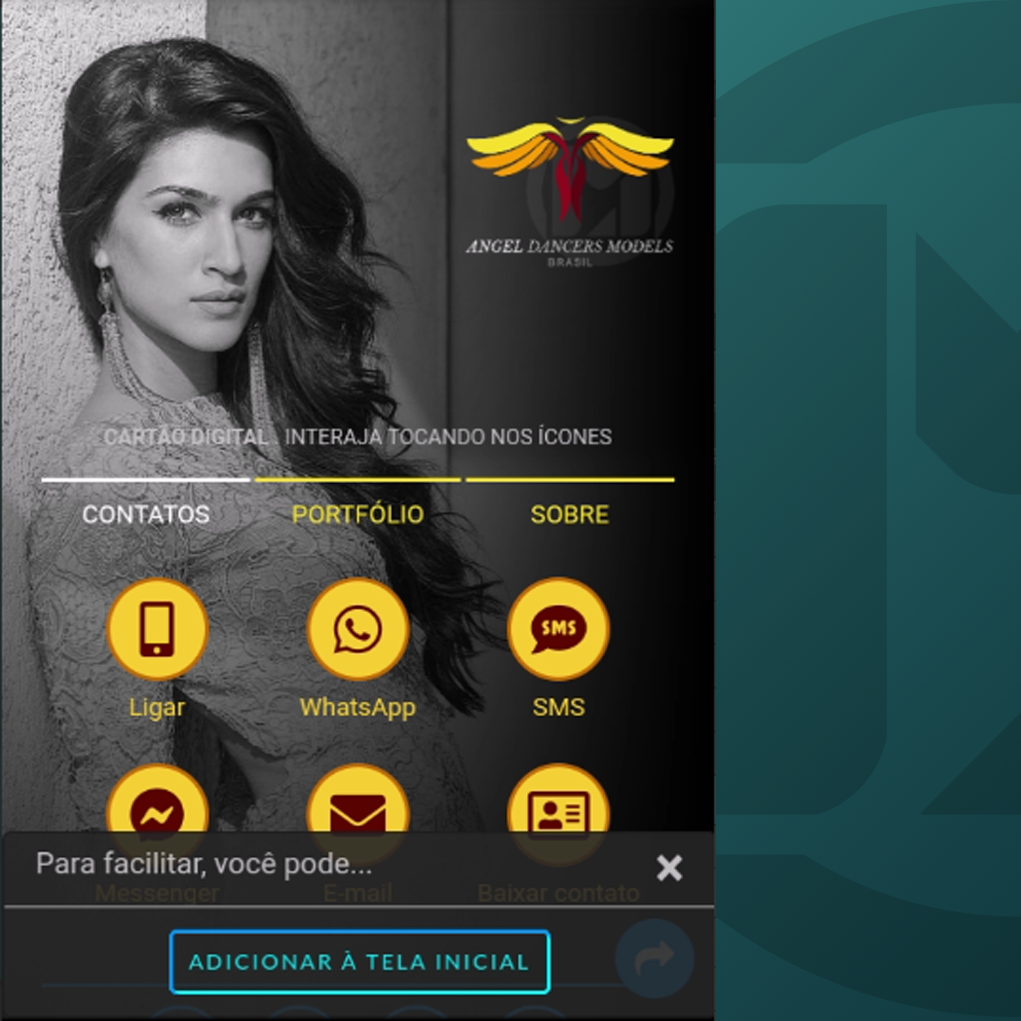 ANGEL DANCERS MODELS
BRASIL
CARTÃO DIGITAL . INTERAJA TOCANDO NOS ÍCONES
CONTATOS PORTFÓLIO SOBRE
SMS
Ligar WhatsApp SMS
Para facilitar, você pode...
Messenger E-mail Baixar contato
ADICIONAR À TELA INICIAL